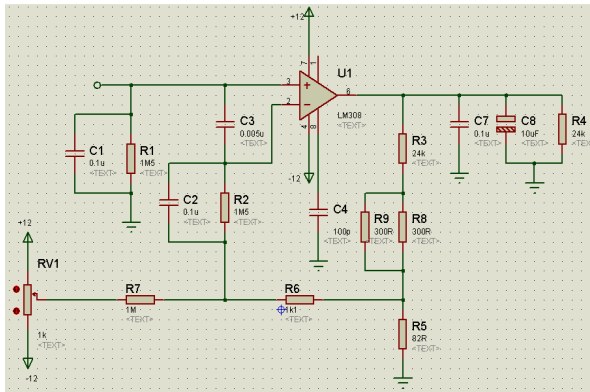 +12
7
1
U1
3
6
2
LM308
<TEXT>
4
8
-12
C1
0.1u
<TEXT>
R1
1M5
<TEXT>
C3
0.005u
<TEXT>
C2
0.1u
<TEXT>
R2
1M5
<TEXT>
C4
100p
<TEXT>
R3
24k
<TEXT>
C7
0.1u
<TEXT>
C8
10uF
<TEXT>
R4
24k
<TEXT>
R9
300R
<TEXT>
R8
300R
<TEXT>
+12
RV1
1k
<TEXT>
-12
R7
1M
<TEXT>
R6
1k1
<TEXT>
R5
82R
<TEXT>